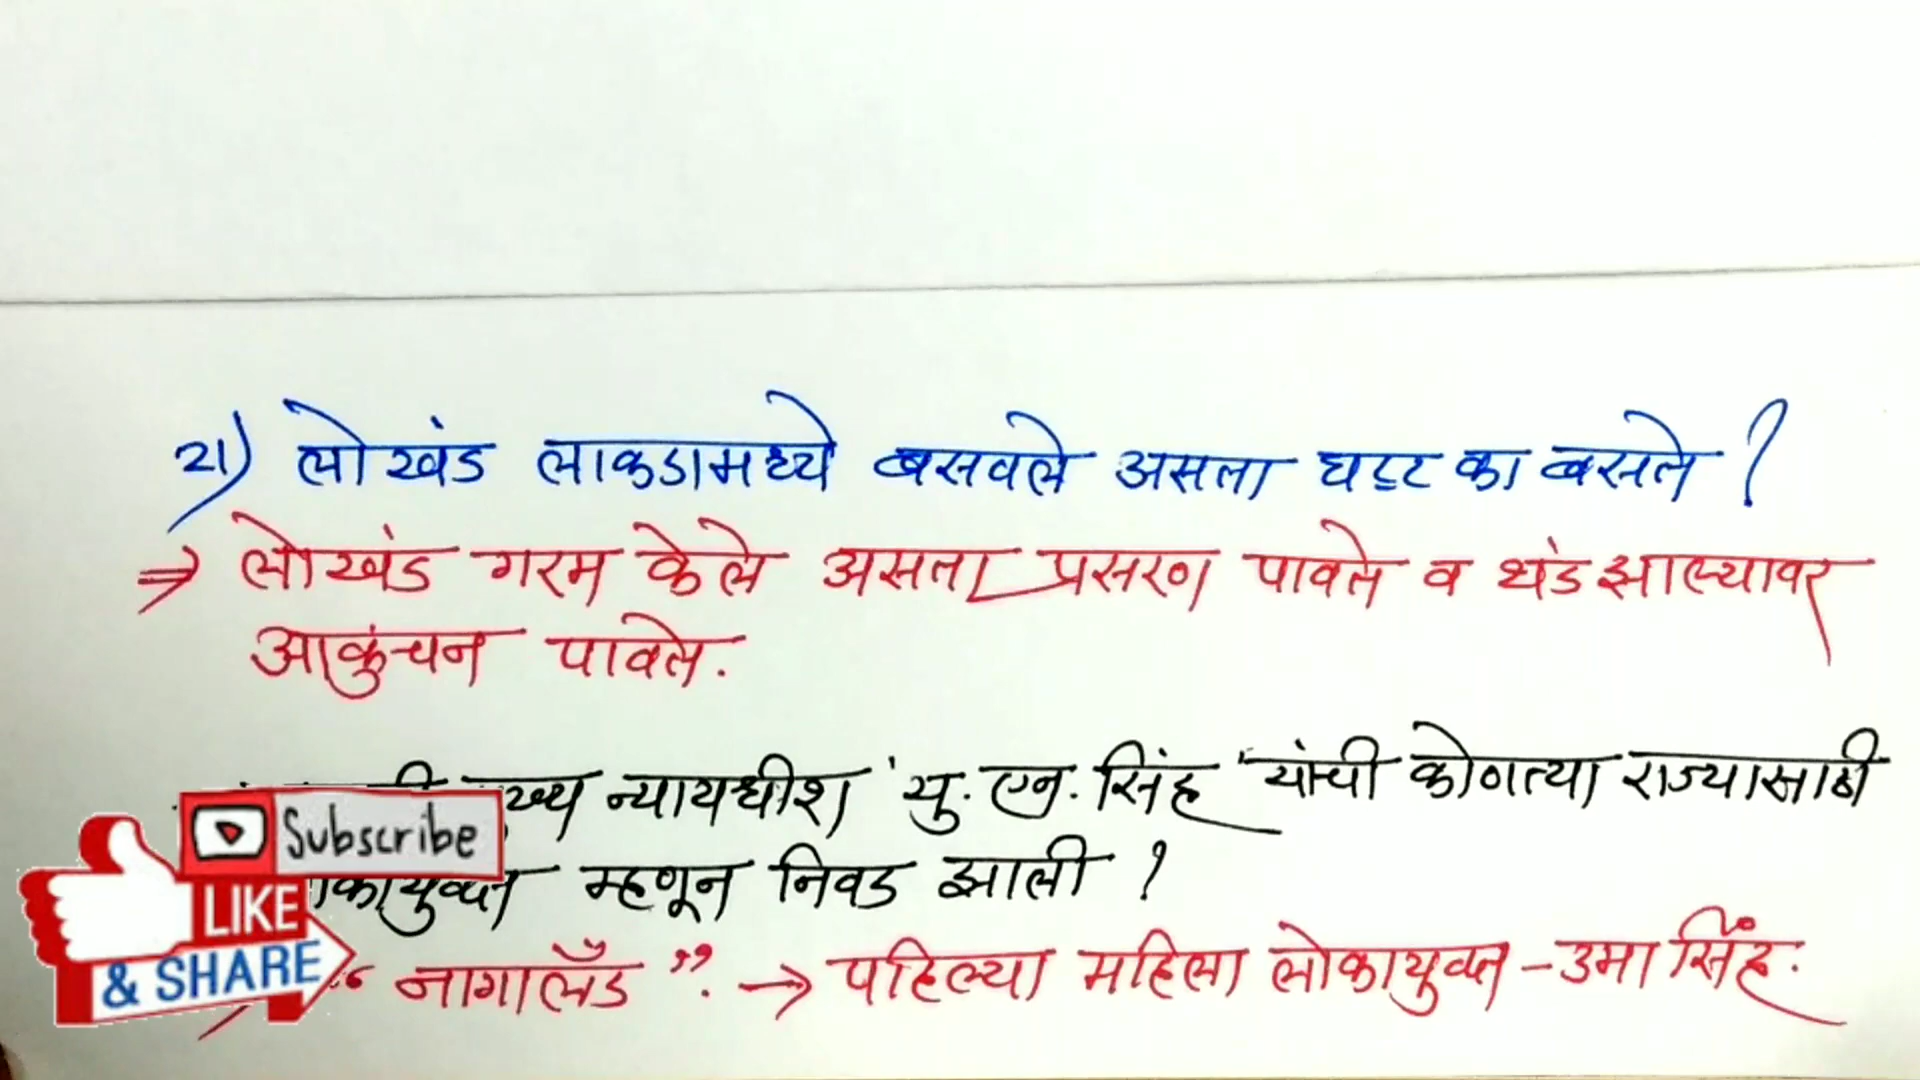 21) लोखंड लाकडामध्ये बसवले असता घट्ट का बसते ?
⇒ लोखंड गरम केले असता प्रसरण पावते व थंड झाल्यावर
आकुंचन पावते.
न्यायधीश 'यु. एन. सिंह' यांची कोणत्या राज्यासाठी
म्हणून निवड झाली ?
“नागालँड”. → पहिल्या महिला लोकायुक्त – उमा सिंह.
Subscribe
LIKE
& SHARE